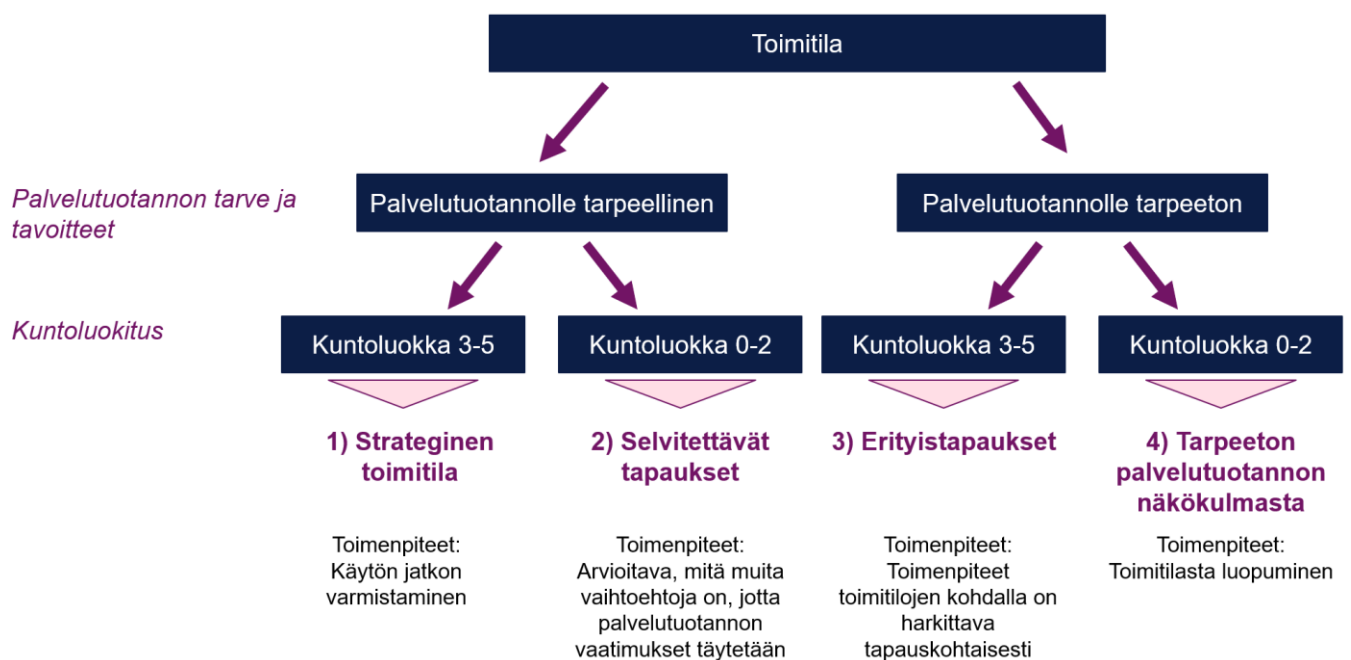 Toimitila
Palvelutuotannon tarve ja
tavoitteet
Palvelutuotannolle tarpeellinen
Palvelutuotannolle tarpeeton
Kuntoluokitus
Kuntoluokka 3-5
Kuntoluokka 0-2
Kuntoluokka 3-5
Kuntoluokka 0-2
1) Strateginen
toimitila
Toimenpiteet:
Käytön jatkon
varmistaminen
2) Selvitettävät
tapaukset
Toimenpiteet:
Arvioitava, mitä muita
vaihtoehtoja on, jotta
palvelutuotannon
vaatimukset täytetään
3) Erityistapaukset
Toimenpiteet:
Toimenpiteet
toimitilojen kohdalla on
harkittava
tapauskohtaisesti
4) Tarpeeton
palvelutuotannon
näkökulmasta
Toimenpiteet:
Toimitilasta luopuminen